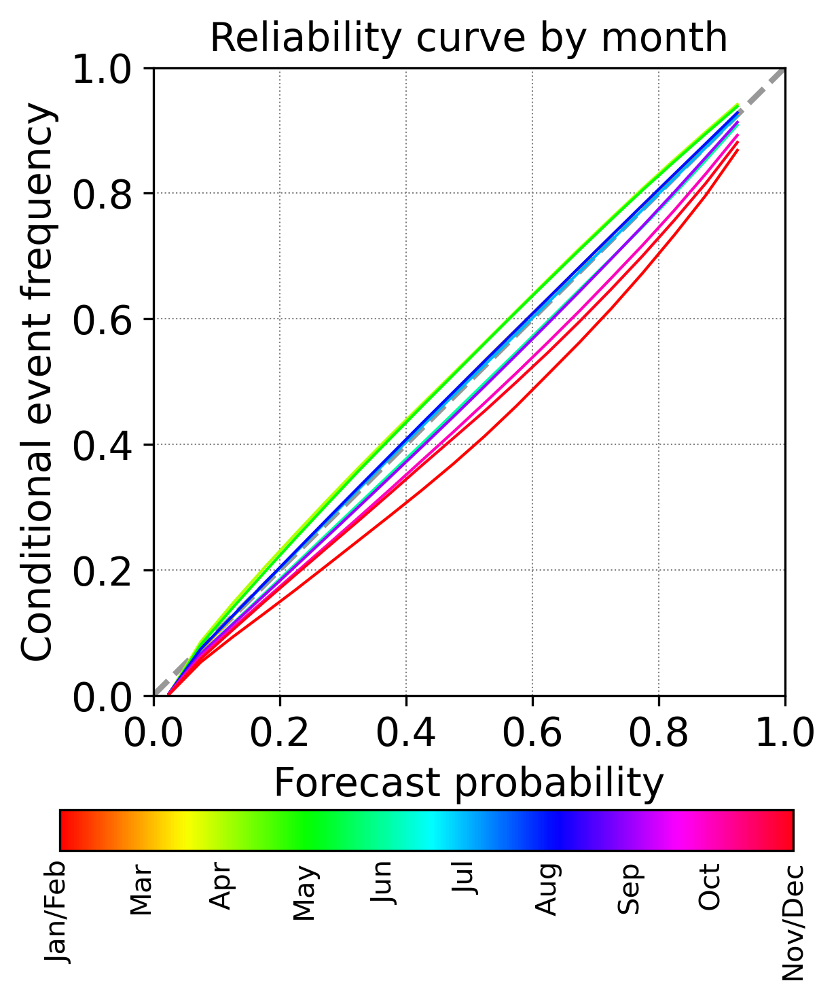 Reliability curve by month
1.0
0.8
0.6
0.4
0.2
0.0
Conditional event frequency
0.0 0.2 0.4 0.6 0.8 1.0
Forecast probability
Jan/Feb Mar Apr May Jun Jul Aug Sep Oct Nov/Dec